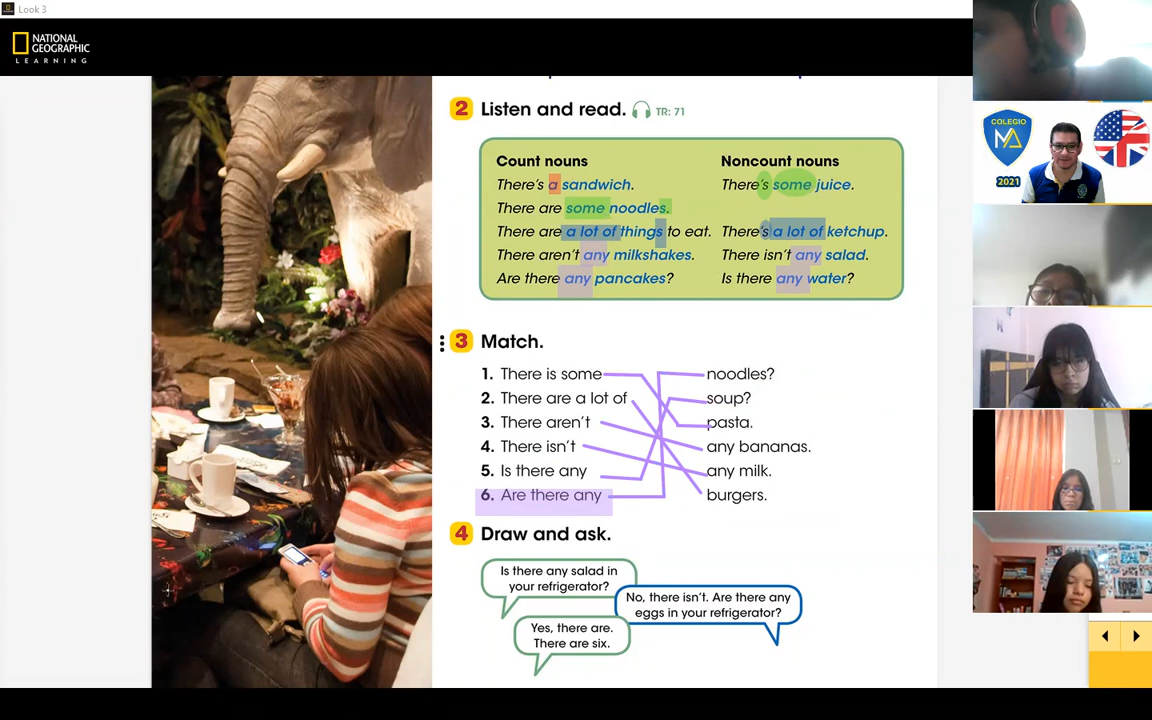 Look 3
NATIONAL
GEOGRAPHIC
LEARNING
2 Listen and read. TR: 71
Count nouns
Noncount nouns
There's a sandwich.
There's some juice.
There are some noodles.
There are a lot of things to eat.
There's a lot of ketchup.
There aren't any milkshakes.
There isn't any salad.
Are there any pancakes?
Is there any water?
3 Match.
1. There is some
noodles?
2. There are a lot of
soup?
3. There aren't
pasta.
4. There isn't
any bananas.
5. Is there any
any milk.
6. Are there any
burgers.
4 Draw and ask.
Is there any salad in
your refrigerator?
No, there isn't. Are there any
eggs in your refrigerator?
Yes, there are.
There are six.
COLEGIO
MA
2021